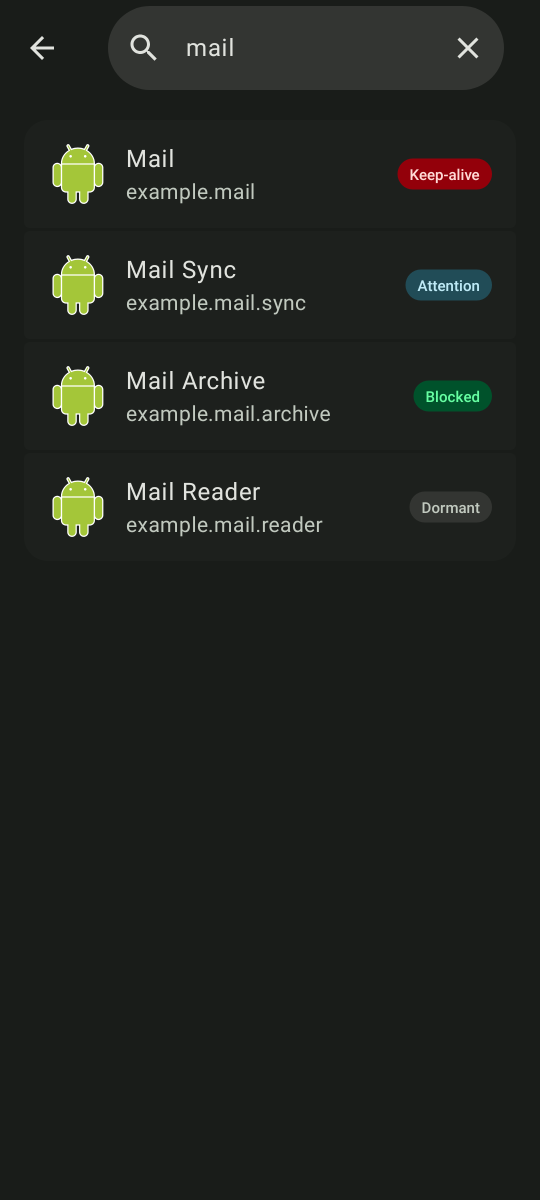 mail
Mail
example.mail
Keep-alive
Mail Sync
example.mail.sync
Attention
Mail Archive
example.mail.archive
Blocked
Mail Reader
example.mail.reader
Dormant